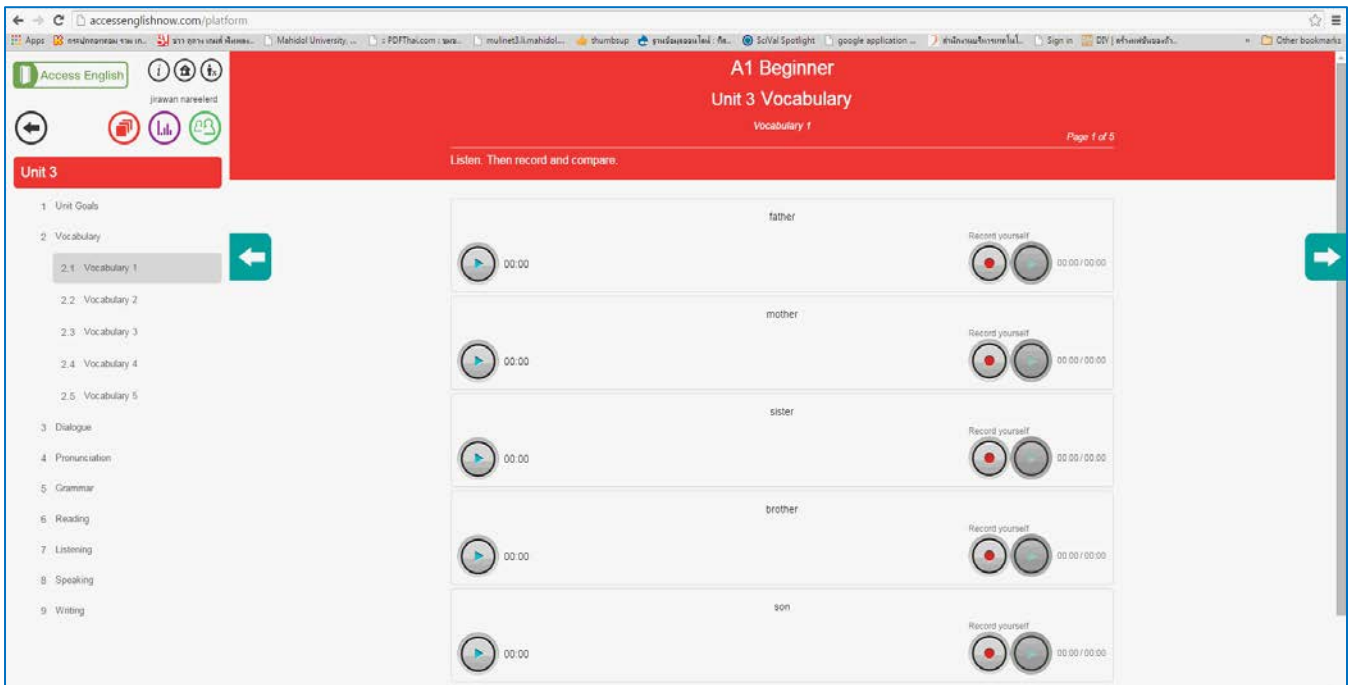 accessenglishnow.com/platform
Apps
Mahidol University, ...
: PDFThai.com :
mulinet3.li.mahidol...
thumbsup
SciVal Spotlight
google application ...
Sign in
DIY |
»
Other bookmarks
Access English
jirawan nareelerd
A1 Beginner
Unit 3 Vocabulary
Vocabulary 1
Page 1 of 5
Listen. Then record and compare.
Unit 3
1 Unit Goals
2 Vocabulary
2.1 Vocabulary 1
2.2 Vocabulary 2
2.3 Vocabulary 3
2.4 Vocabulary 4
2.5 Vocabulary 5
3 Dialogue
4 Pronunciation
5 Grammar
6 Reading
7 Listening
8 Speaking
9 Writing
father
Record yourself
00:00
00:00/00:00
mother
Record yourself
00:00
00:00/00:00
sister
Record yourself
00:00
00:00/00:00
brother
Record yourself
00:00
00:00/00:00
son
Record yourself
00:00
00:00/00:00